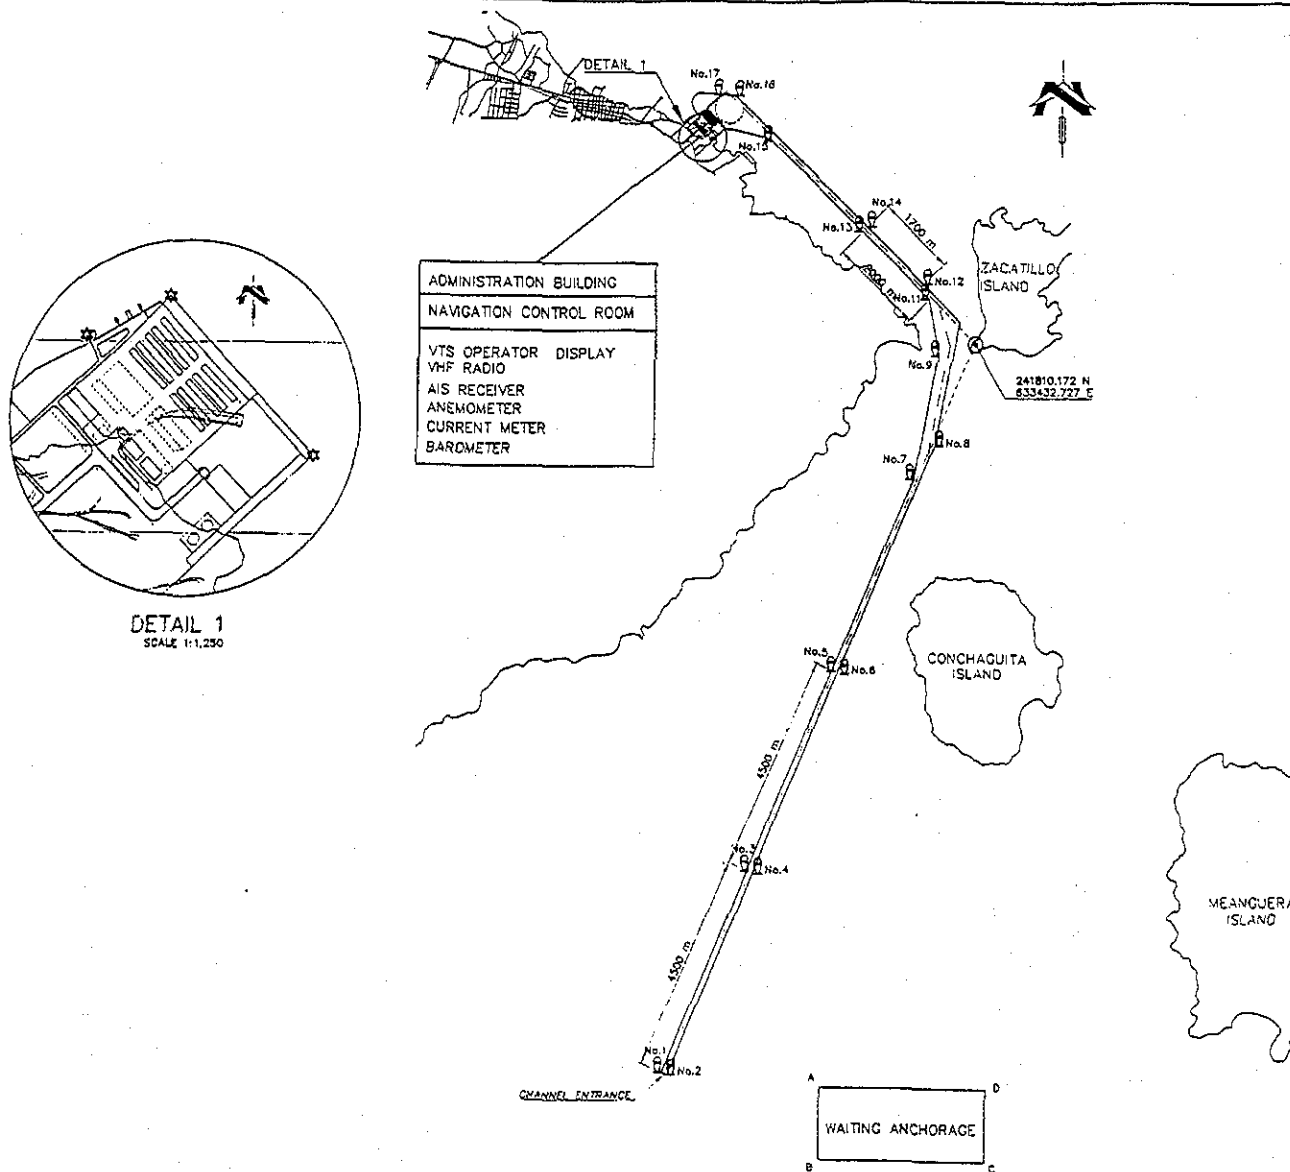 DETAIL 1
No.17
No.16
No.15
No.14
No.13
1700 m
2000 m
No.12
No.11
ZACATILLO
ISLAND
ADMINISTRATION BUILDING
NAVIGATION CONTROL ROOM
VTS OPERATOR DISPLAY
VHF RADIO
AIS RECEIVER
ANEMOMETER
CURRENT METER
BAROMETER
No.9
A
241810.172 N
633432.727 E
No.8
No.7
DETAIL 1
SCALE 1:1,250
No.5
No.6
CONCHAGUITA
ISLAND
4500 m
No.3
No.4
MEANGUERA
ISLAND
4500 m
No.1
No.2
CHANNEL ENTRANCE
A
D
WAITING ANCHORAGE
B
C